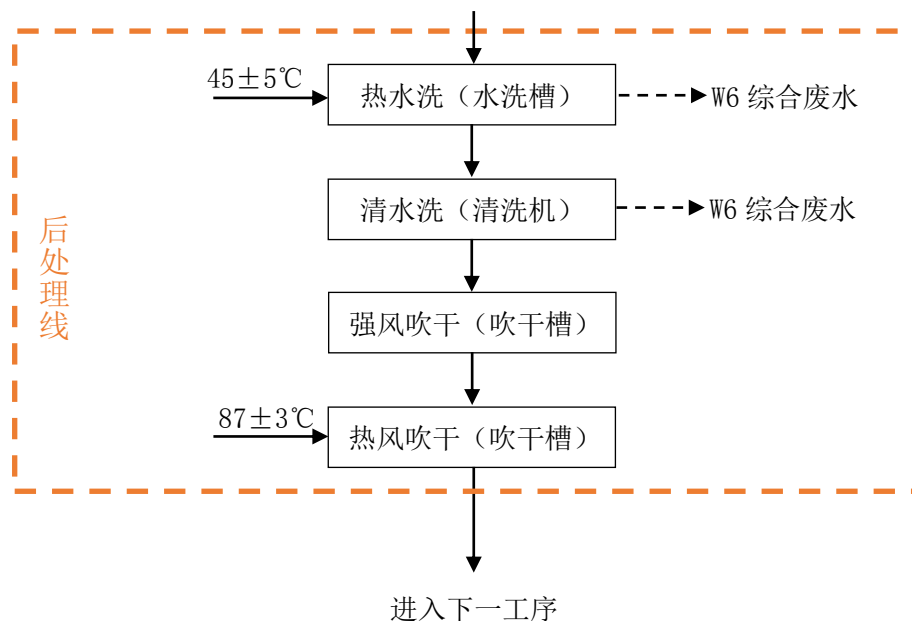 45±5℃
热水洗（水洗槽）
W6 综合废水
清水洗（清洗机）
W6 综合废水
后处理线
强风吹干（吹干槽）
87±3℃
热风吹干（吹干槽）
进入下一工序